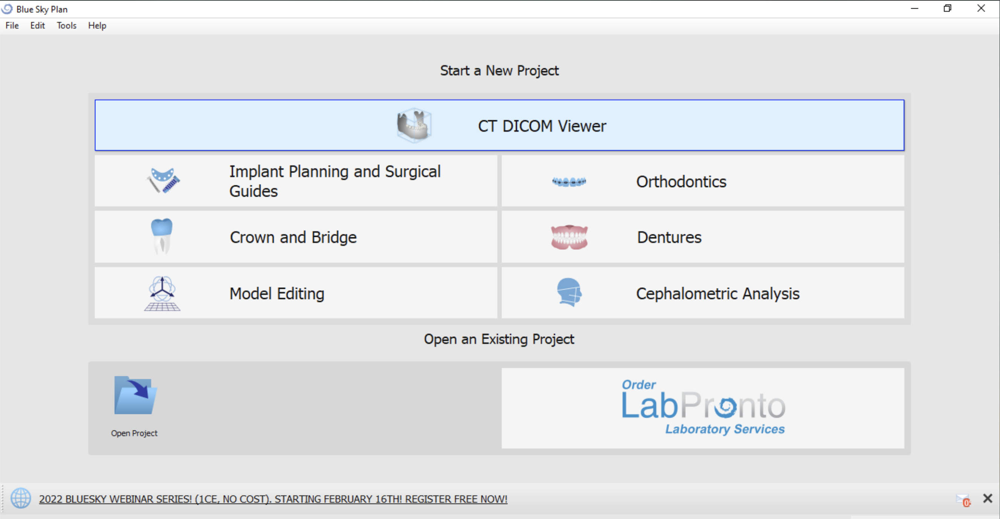 Blue Sky Plan
File Edit Tools Help
Start a New Project
CT DICOM Viewer
Implant Planning and Surgical
Guides
Orthodontics
Crown and Bridge
Dentures
Model Editing
Cephalometric Analysis
Open an Existing Project
Open Project
Order
LabPronto
Laboratory Services
2022 BLUESKY WEBINAR SERIES! (1CE, NO COST). STARTING FEBRUARY 16TH! REGISTER FREE NOW!